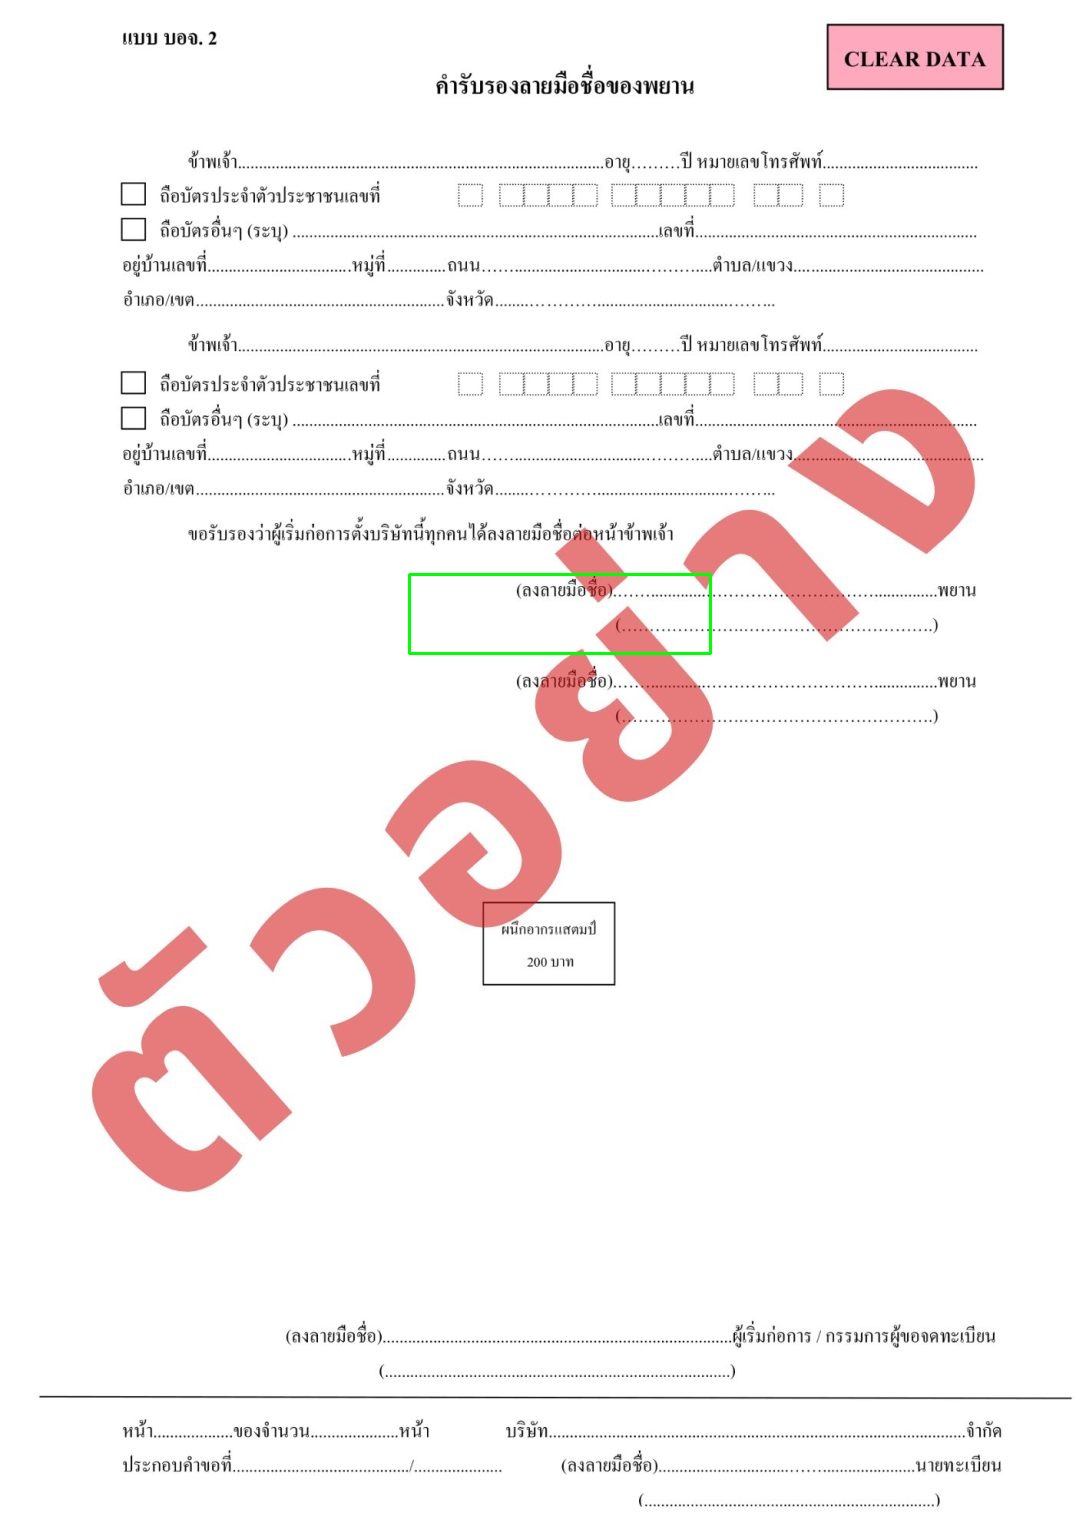 แบบ บอจ. 2
CLEAR DATA
คำรับรองลายมือชื่อของพยาน
ข้าพเจ้า......................................................................................อายุ………ปี หมายเลขโทรศัพท์.....................................
ถือบัตรประจำตัวประชาชนเลขที่
ถือบัตรอื่นๆ (ระบุ) ......................................................................................เลขที่...................................................................
อยู่บ้านเลขที่..................................หมู่ที่..............ถนน……...............................………...ตำบล/แขวง.............................................
อำเภอ/เขต...........................................................จังหวัด........…………...............................……...
ข้าพเจ้า......................................................................................อายุ………ปี หมายเลขโทรศัพท์.....................................
ถือบัตรประจำตัวประชาชนเลขที่
ถือบัตรอื่นๆ (ระบุ) ......................................................................................เลขที่...................................................................
อยู่บ้านเลขที่..................................หมู่ที่..............ถนน……...............................………...ตำบล/แขวง.............................................
อำเภอ/เขต...........................................................จังหวัด........…………...............................……...
ขอรับรองว่าผู้เริ่มก่อการตั้งบริษัทนี้ทุกคนได้ลงลายมือชื่อต่อหน้าข้าพเจ้า
(ลงลายมือชื่อ)…….............…………………………………...............พยาน
(……………………………………………………………)
(ลงลายมือชื่อ)…….............…………………………………...............พยาน
(……………………………………………………………)
ตัวอย่าง
ผนึกอากรแสตมป์
200 บาท
(ลงลายมือชื่อ)...................................................................................ผู้เริ่มก่อการ / กรรมการผู้ขอจดทะเบียน
(..................................................................................)
หน้า...................ของจำนวน.....................หน้า บริษัท...................................................................................................จำกัด
ประกอบคำขอที่........................................../..................... (ลงลายมือชื่อ)...............................……......................นายทะเบียน
(.....................................................................)